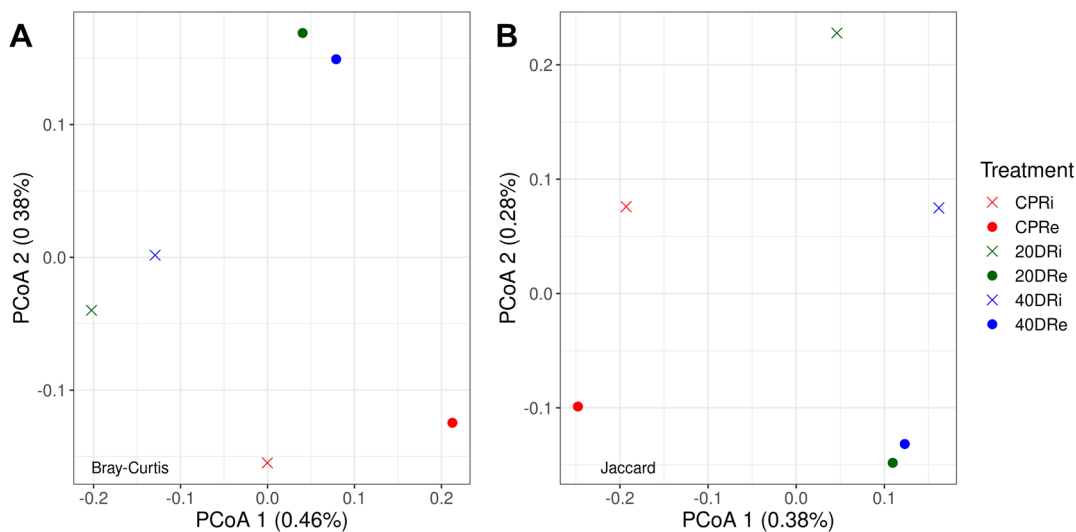 A
0.1
0.0
-0.1
PCoA 2 (0 38%)
Bray-Curtis
-0.2
-0.1
0.0
0.1
0.2
PCoA 1 (0.46%)
B
0.2
0.1
0.0
-0.1
PCoA 2 (0.28%)
Jaccard
-0.2
-0.1
0.0
0.1
PCoA 1 (0.38%)
Treatment
CPRi
CPRe
20DRi
20DRe
40DRi
40DRe